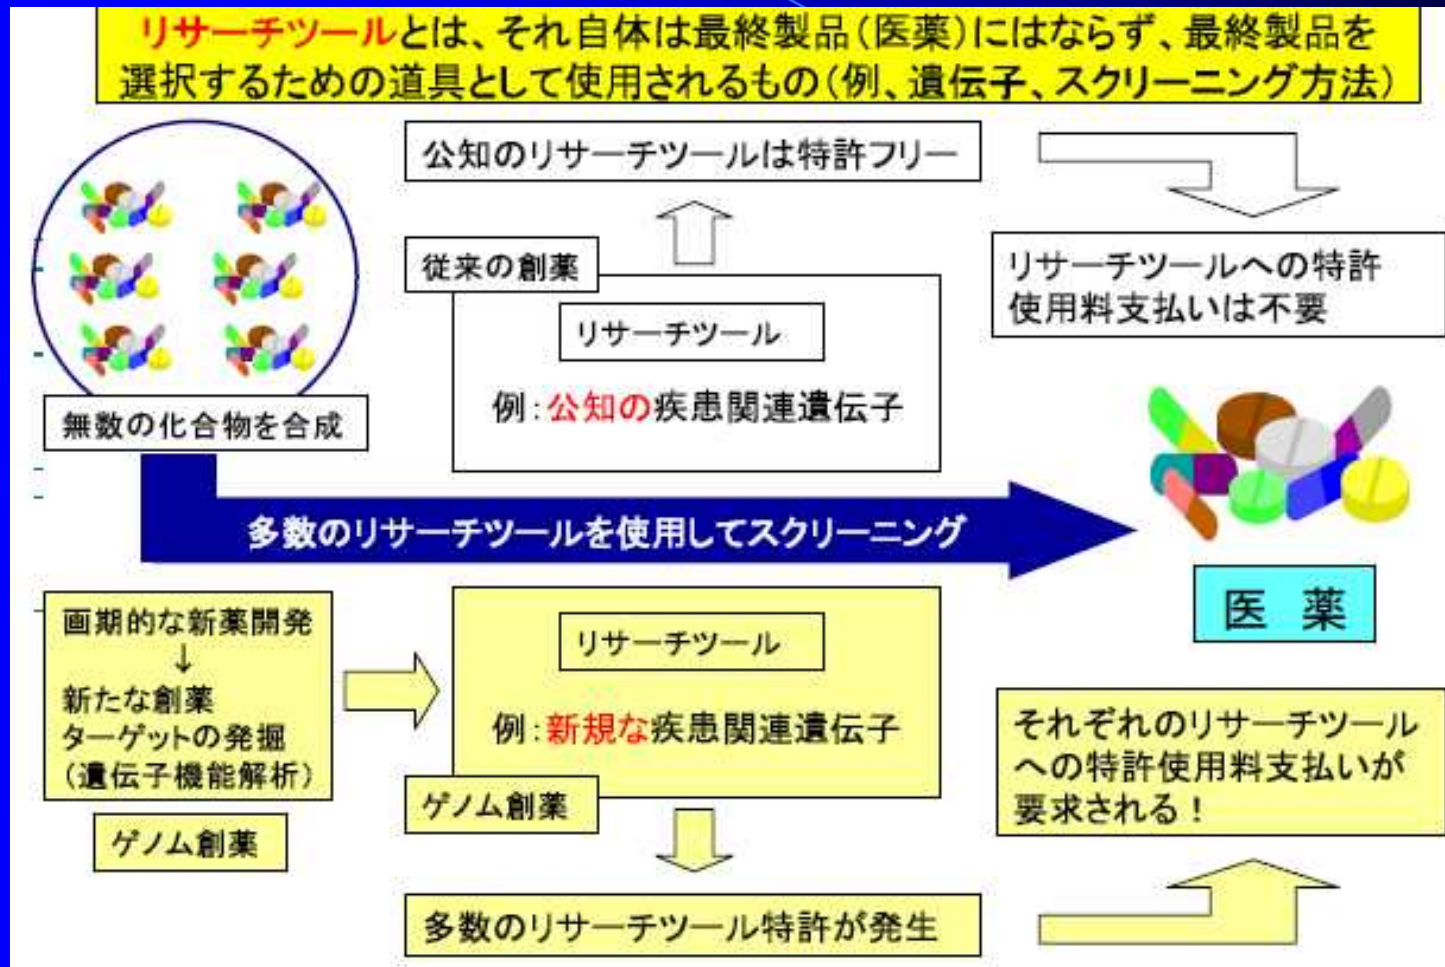 リサーチツールとは、それ自体は最終製品(医薬)にはならず、最終製品を
選択するための道具として使用されるもの(例、遺伝子、スクリーニング方法)
公知のリサーチツールは特許フリー
従来の創薬
リサーチツール
例:公知の疾患関連遺伝子
リサーチツールへの特許
使用料支払いは不要
無数の化合物を合成
多数のリサーチツールを使用してスクリーニング
医 薬
画期的な新薬開発
↓
新たな創薬
ターゲットの発掘
(遺伝子機能解析)
ゲノム創薬
リサーチツール
例:新規な疾患関連遺伝子
ゲノム創薬
多数のリサーチツール特許が発生
それぞれのリサーチツール
への特許使用料支払いが
要求される!